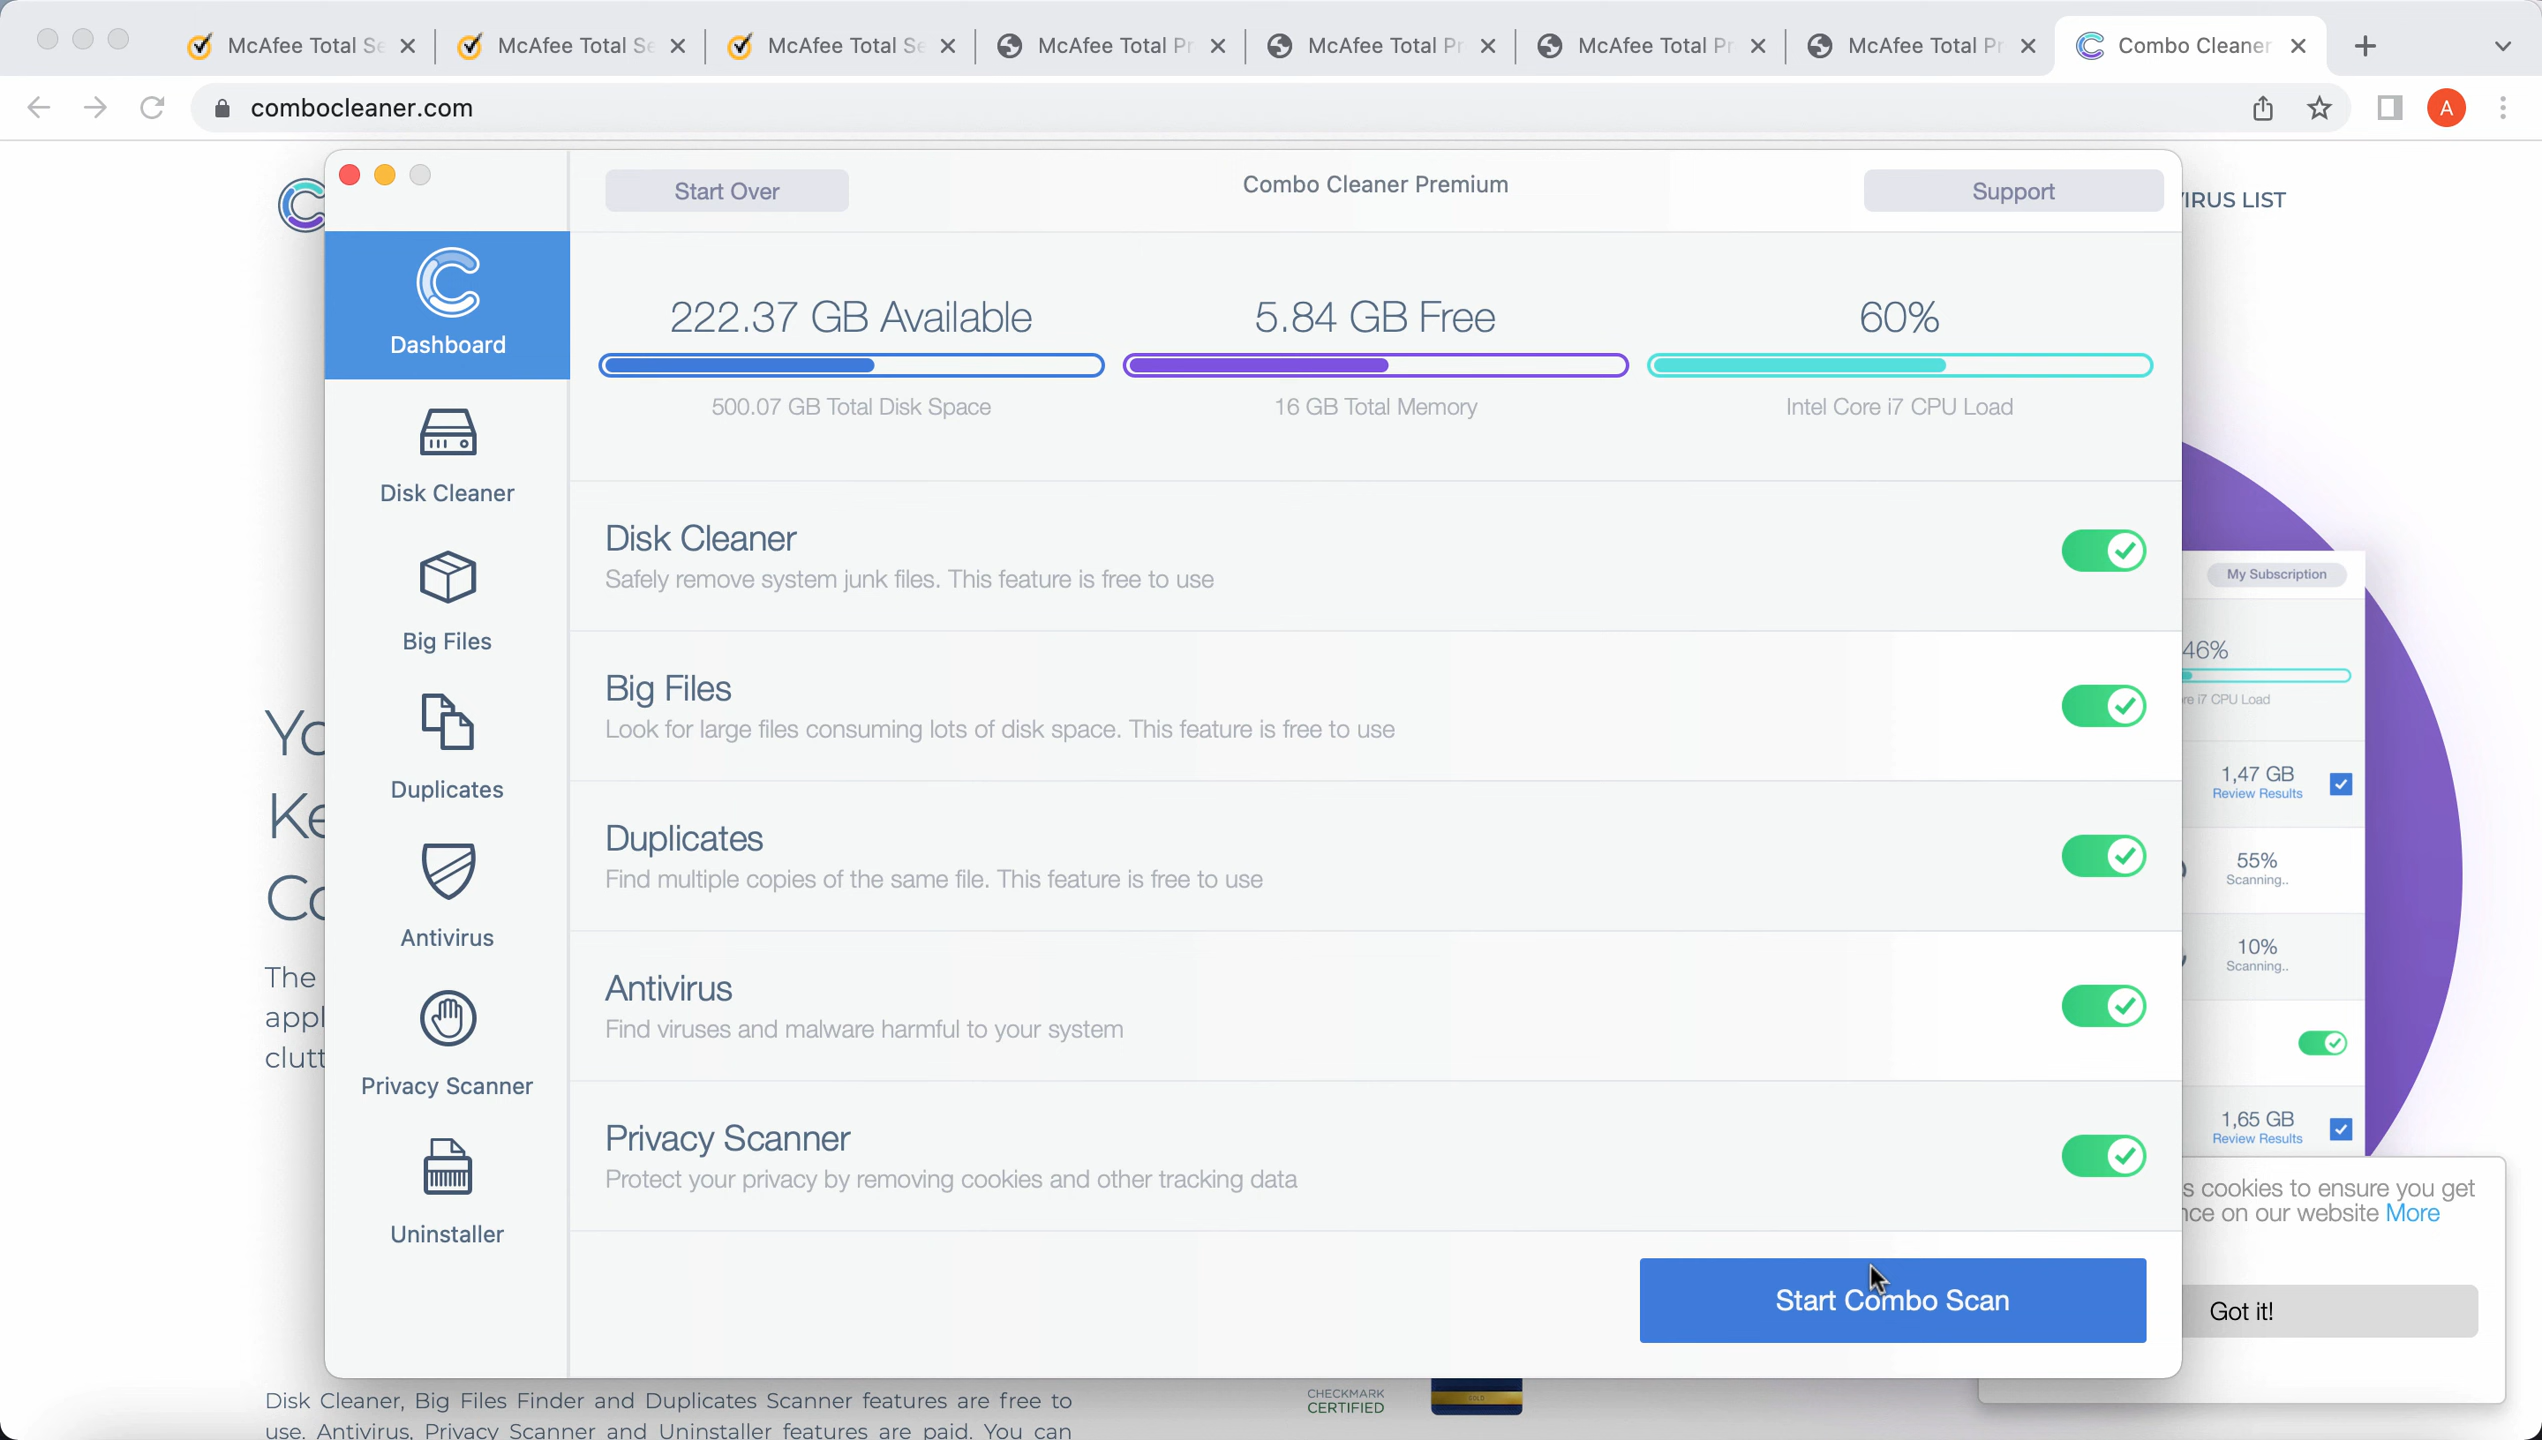 McAfee Total Se
McAfee Total Se
McAfee Total Se
McAfee Total Pr
McAfee Total Pr
McAfee Total Pr
McAfee Total Pr
Combo Cleaner
combocleaner.com
A
Start Over
Combo Cleaner Premium
Support
IRUS LIST
Dashboard
222.37 GB Available
5.84 GB Free
60%
500.07 GB Total Disk Space
16 GB Total Memory
Intel Core i7 CPU Load
Disk Cleaner
Big Files
Duplicates
Antivirus
Privacy Scanner
Uninstaller
Disk Cleaner
Safely remove system junk files. This feature is free to use
Big Files
Look for large files consuming lots of disk space. This feature is free to use
Duplicates
Find multiple copies of the same file. This feature is free to use
Antivirus
Find viruses and malware harmful to your system
Privacy Scanner
Protect your privacy by removing cookies and other tracking data
Start Combo Scan
My Subscription
46%
re i7 CPU Load
1,47 GB
Review Results
55%
Scanning..
10%
Scanning..
1,65 GB
Review Results
s cookies to ensure you get
nce on our website More
Got it!
Yo
Ke
Co
The
appl
clutt
Disk Cleaner, Big Files Finder and Duplicates Scanner features are free to
use. Antivirus, Privacy Scanner and Uninstaller features are paid. You can
CHECKMARK
CERTIFIED
GOLD